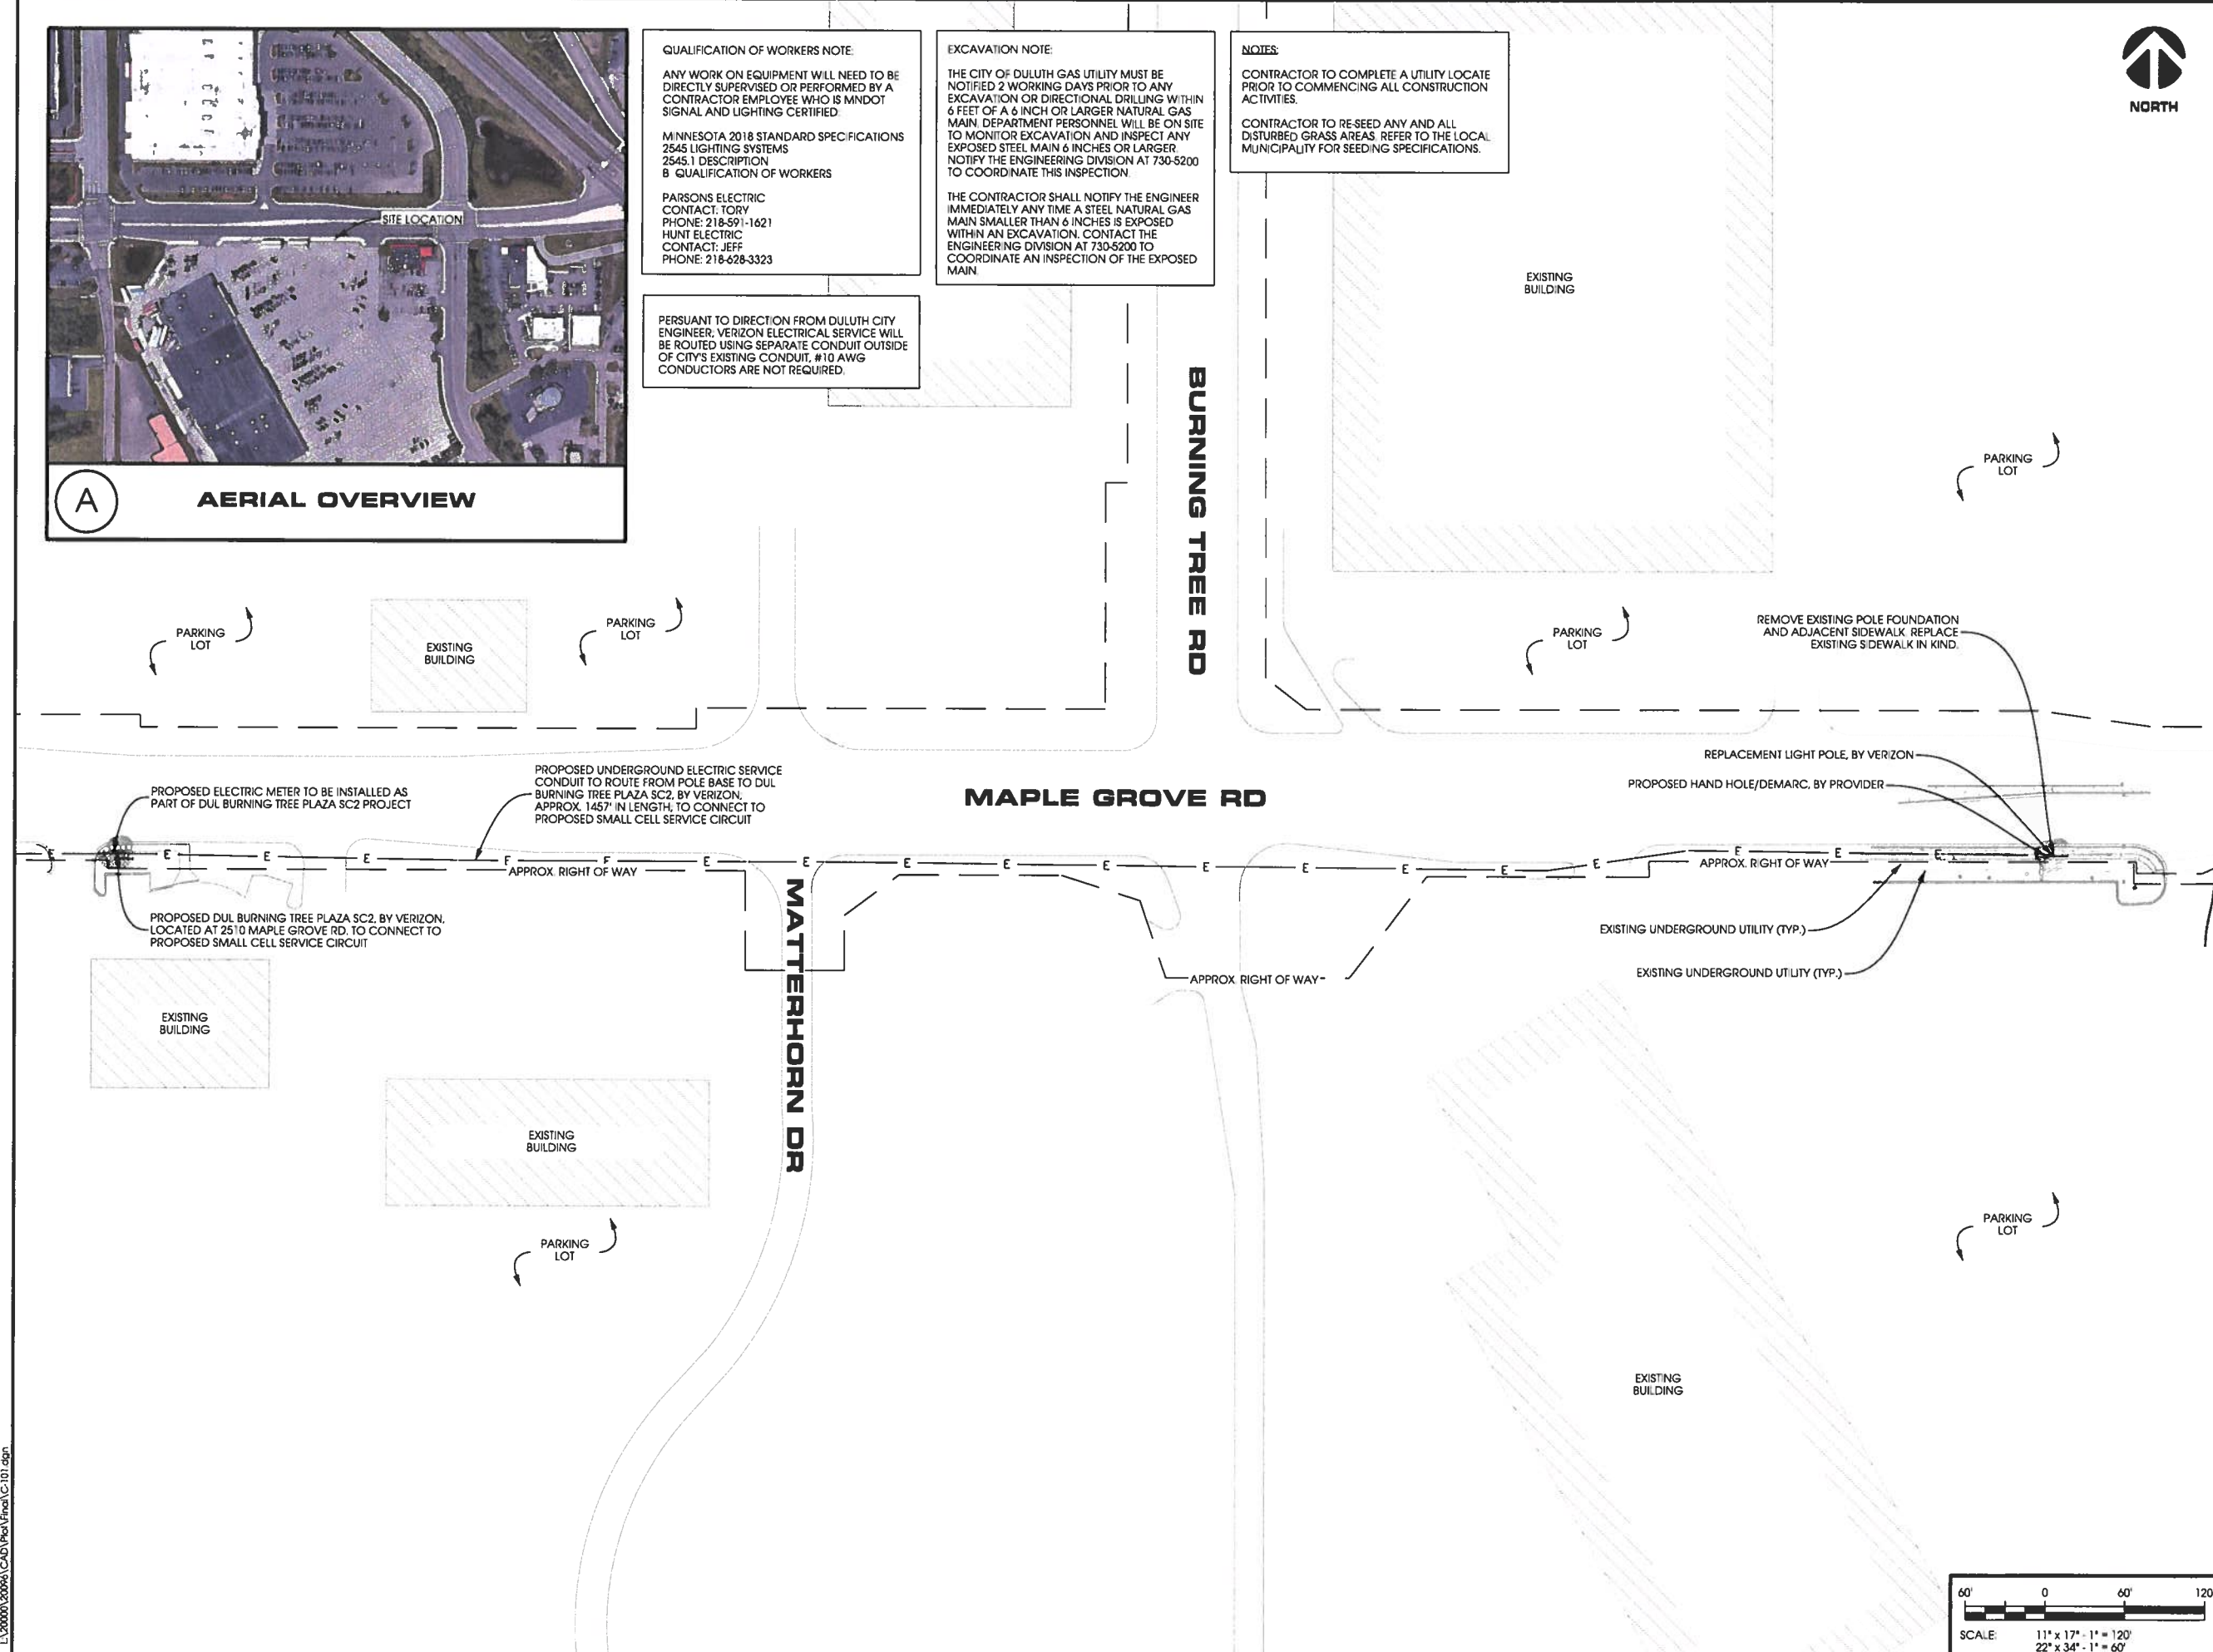 QUALIFICATION OF WORKERS NOTE:
ANY WORK ON EQUIPMENT WILL NEED TO BE
DIRECTLY SUPERVISED OR PERFORMED BY A
CONTRACTOR EMPLOYEE WHO IS MNDOT
SIGNAL AND LIGHTING CERTIFIED.
MINNESOTA 2018 STANDARD SPECIFICATIONS
2545 LIGHTING SYSTEMS
2545.1 DESCRIPTION
B QUALIFICATION OF WORKERS
PARSONS ELECTRIC
CONTACT: TORY
PHONE: 218-591-1621
HUNT ELECTRIC
CONTACT: JEFF
PHONE: 218-628-3323
EXCAVATION NOTE:
THE CITY OF DULUTH GAS UTILITY MUST BE
NOTIFIED 2 WORKING DAYS PRIOR TO ANY
EXCAVATION OR DIRECTIONAL DRILLING WITHIN
6 FEET OF A 6 INCH OR LARGER NATURAL GAS
MAIN. DEPARTMENT PERSONNEL WILL BE ON SITE
TO MONITOR EXCAVATION AND INSPECT ANY
EXPOSED STEEL MAIN 6 INCHES OR LARGER.
NOTIFY THE ENGINEERING DIVISION AT 730-5200
TO COORDINATE THIS INSPECTION.
THE CONTRACTOR SHALL NOTIFY THE ENGINEER
IMMEDIATELY ANY TIME A STEEL NATURAL GAS
MAIN SMALLER THAN 6 INCHES IS EXPOSED
WITHIN AN EXCAVATION. CONTACT THE
ENGINEERING DIVISION AT 730-5200 TO
COORDINATE AN INSPECTION OF THE EXPOSED
MAIN.
NOTES:
CONTRACTOR TO COMPLETE A UTILITY LOCATE
PRIOR TO COMMENCING ALL CONSTRUCTION
ACTIVITIES.
CONTRACTOR TO RE-SEED ANY AND ALL
DISTURBED GRASS AREAS. REFER TO THE LOCAL
MUNICIPALITY FOR SEEDING SPECIFICATIONS.
NORTH
SITE LOCATION
PERSUANT TO DIRECTION FROM DULUTH CITY
ENGINEER, VERIZON ELECTRICAL SERVICE WILL
BE ROUTED USING SEPARATE CONDUIT OUTSIDE
OF CITY'S EXISTING CONDUIT, #10 AWG
CONDUCTORS ARE NOT REQUIRED.
A
AERIAL OVERVIEW
EXISTING
BUILDING
BURNING TREE RD
PARKING
LOT
PARKING
LOT
EXISTING
BUILDING
PARKING
LOT
PARKING
LOT
REMOVE EXISTING POLE FOUNDATION
AND ADJACENT SIDEWALK. REPLACE
EXISTING SIDEWALK IN KIND.
REPLACEMENT LIGHT POLE, BY VERIZON
PROPOSED HAND HOLE/DEMARC, BY PROVIDER
PROPOSED ELECTRIC METER TO BE INSTALLED AS
PART OF DUL BURNING TREE PLAZA SC2 PROJECT
PROPOSED UNDERGROUND ELECTRIC SERVICE
CONDUIT TO ROUTE FROM POLE BASE TO DUL
BURNING TREE PLAZA SC2, BY VERIZON,
APPROX. 1457' IN LENGTH, TO CONNECT TO
PROPOSED SMALL CELL SERVICE CIRCUIT
MAPLE GROVE RD
E E E E E E E E E E E E E E E E E E E E
APPROX. RIGHT OF WAY
APPROX. RIGHT OF WAY
PROPOSED DUL BURNING TREE PLAZA SC2, BY VERIZON,
LOCATED AT 2510 MAPLE GROVE RD. TO CONNECT TO
PROPOSED SMALL CELL SERVICE CIRCUIT
MATTERHORN DR
APPROX. RIGHT OF WAY
EXISTING UNDERGROUND UTILITY (TYP.)
EXISTING UNDERGROUND UTILITY (TYP.)
EXISTING
BUILDING
EXISTING
BUILDING
PARKING
LOT
PARKING
LOT
EXISTING
BUILDING
L:\20000\20096\CAD\Plot\Final\C-101.dgn
60' 0 60' 120
SCALE: 11" x 17" - 1" = 120'
22" x 34" - 1" = 60'